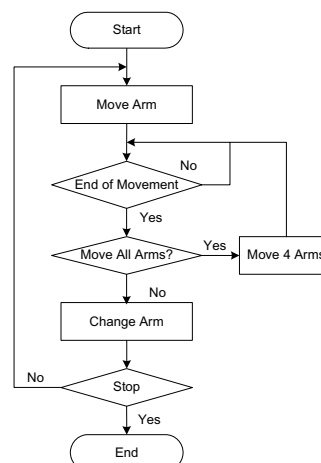 Start
Move Arm
No
End of Movement
Yes
Move All Arms?
Yes
Move 4 Arms
No
Change Arm
No
Stop
Yes
End